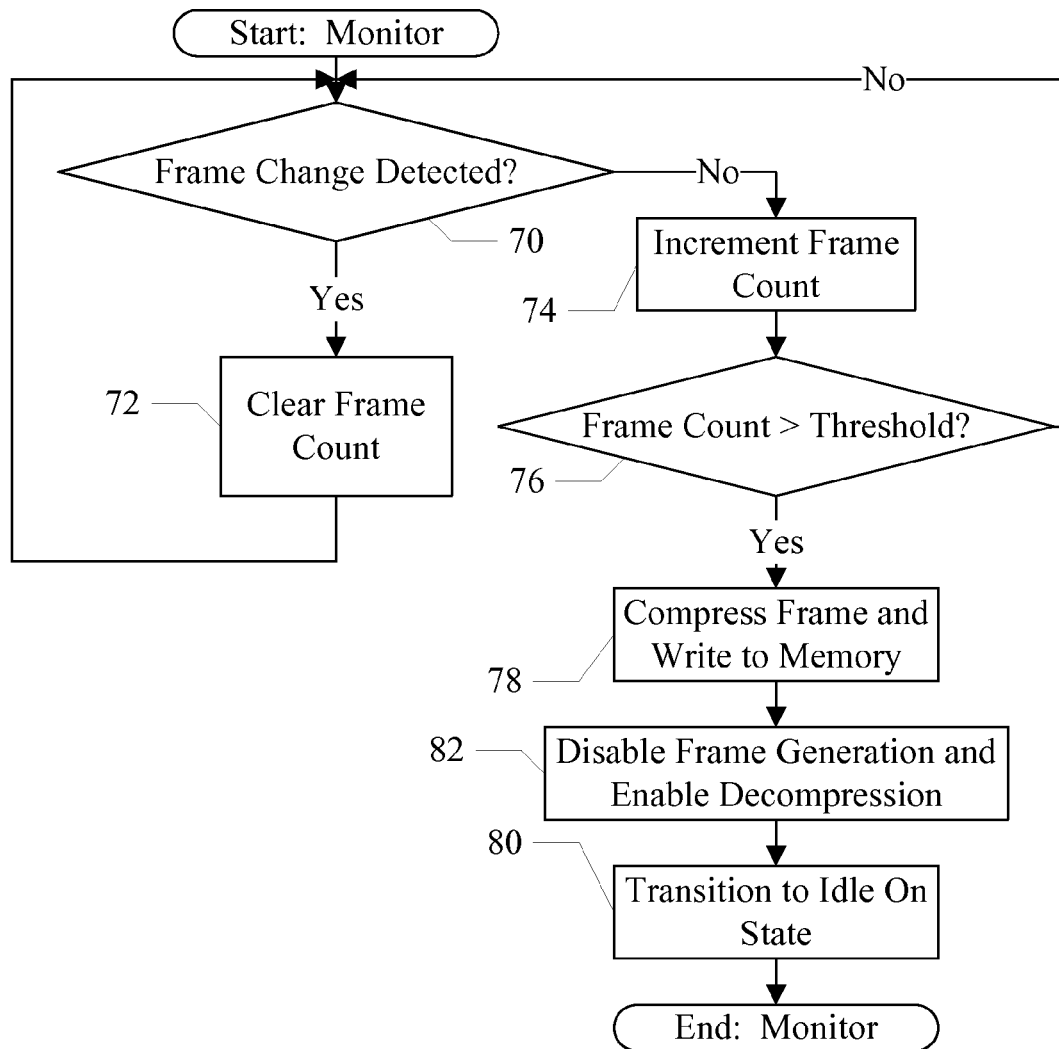 Start: Monitor
No
Frame Change Detected?
No
70
Yes
Increment Frame
Count
74
72
Clear Frame
Count
Frame Count > Threshold?
76
Yes
Compress Frame and
Write to Memory
78
82
Disable Frame Generation and
Enable Decompression
80
Transition to Idle On
State
End: Monitor